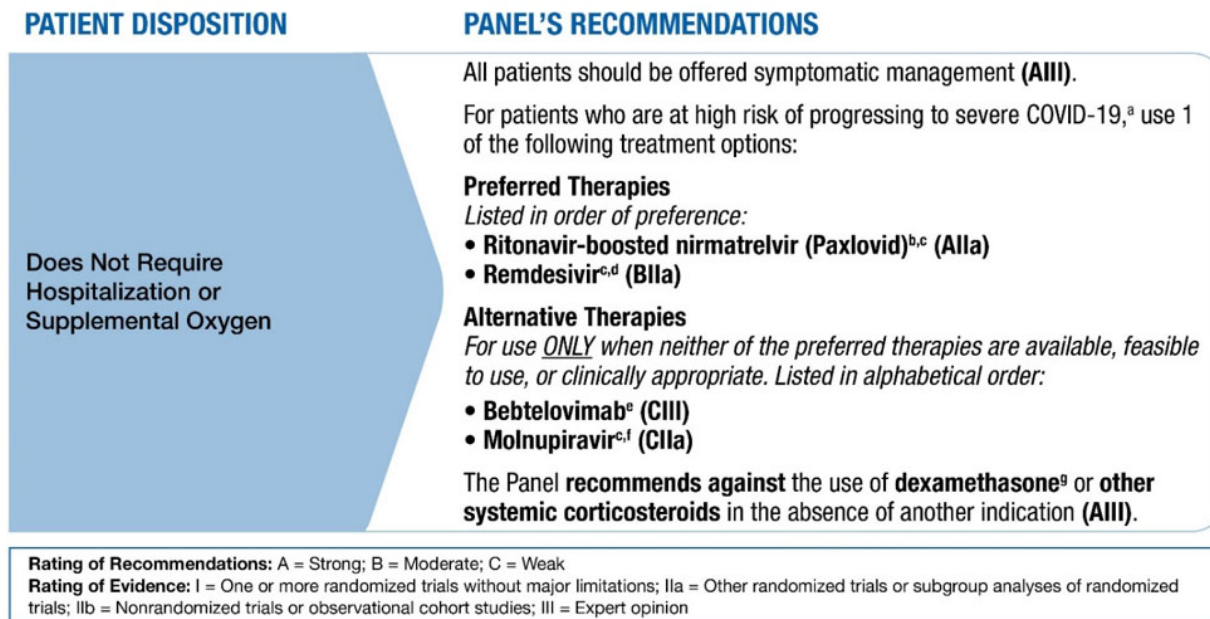 PATIENT DISPOSITION
PANEL'S RECOMMENDATIONS
Does Not Require
Hospitalization or
Supplemental Oxygen
All patients should be offered symptomatic management (AIII).
For patients who are at high risk of progressing to severe COVID-19,ᵃ use 1
of the following treatment options:
Preferred Therapies
Listed in order of preference:
• Ritonavir-boosted nirmatrelvir (Paxlovid)ᵇ,ᶜ (AIIa)
• Remdesivirᶜ,ᵈ (BIIa)
Alternative Therapies
For use ONLY when neither of the preferred therapies are available, feasible
to use, or clinically appropriate. Listed in alphabetical order:
• Bebtelovimabᵉ (CIII)
• Molnupiravirᶜ,ᶠ (CIIa)
The Panel recommends against the use of dexamethasoneᵍ or other
systemic corticosteroids in the absence of another indication (AIII).
Rating of Recommendations: A = Strong; B = Moderate; C = Weak
Rating of Evidence: I = One or more randomized trials without major limitations; IIa = Other randomized trials or subgroup analyses of randomized
trials; IIb = Nonrandomized trials or observational cohort studies; III = Expert opinion